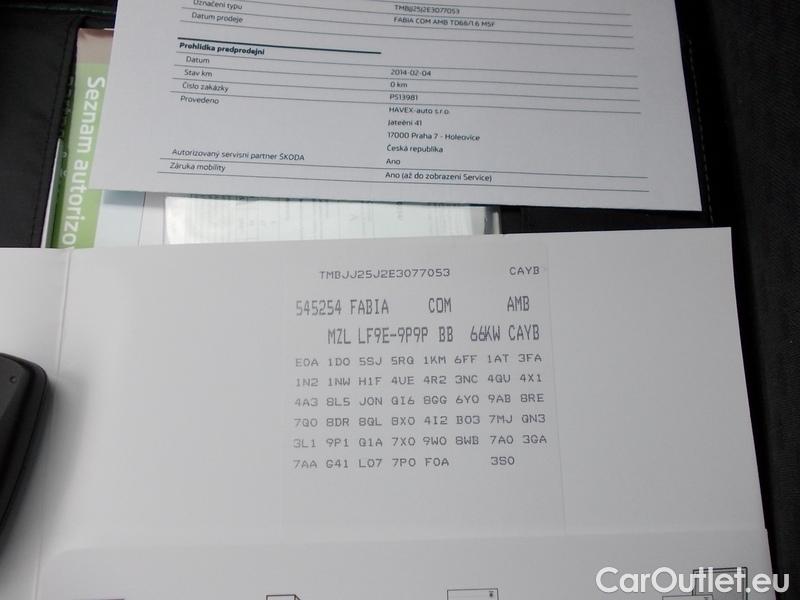 Označení typu TMBJJ25J2E3077053
Datum prodeje FABIA COM AMB TD66/1.6 M5F
Prohlídka předprodejní
Datum
Stav km 2014-02-04
Číslo zakázky 0 km
Provedeno PS13981
HAVEX-auto s.r.o.
Jateční 41
17000 Praha 7 - Holešovice
Česká republika
Autorizovaný servisní partner ŠKODA Ano
Záruka mobility Ano (až do zobrazení Service)
Seznam autorizo
TMBJJ25J2E3077053 CAYB
545254 FABIA COM AMB
MZL LF9E-9P9P BB 66KW CAYB
E0A 1D0 5SJ 5RQ 1KM 6FF 1AT 3FA
1N2 1NW H1F 4UE 4R2 3NC 4GU 4X1
4A3 8L5 J0N QI6 8GG 6Y0 9AB 8RE
7Q0 8DR 8QL 8X0 4I2 B03 7MJ QN3
3L1 9P1 Q1A 7X0 9W0 8WB 7A0 3GA
7AA G41 L07 7P0 F0A 3S0
CarOutlet.eu